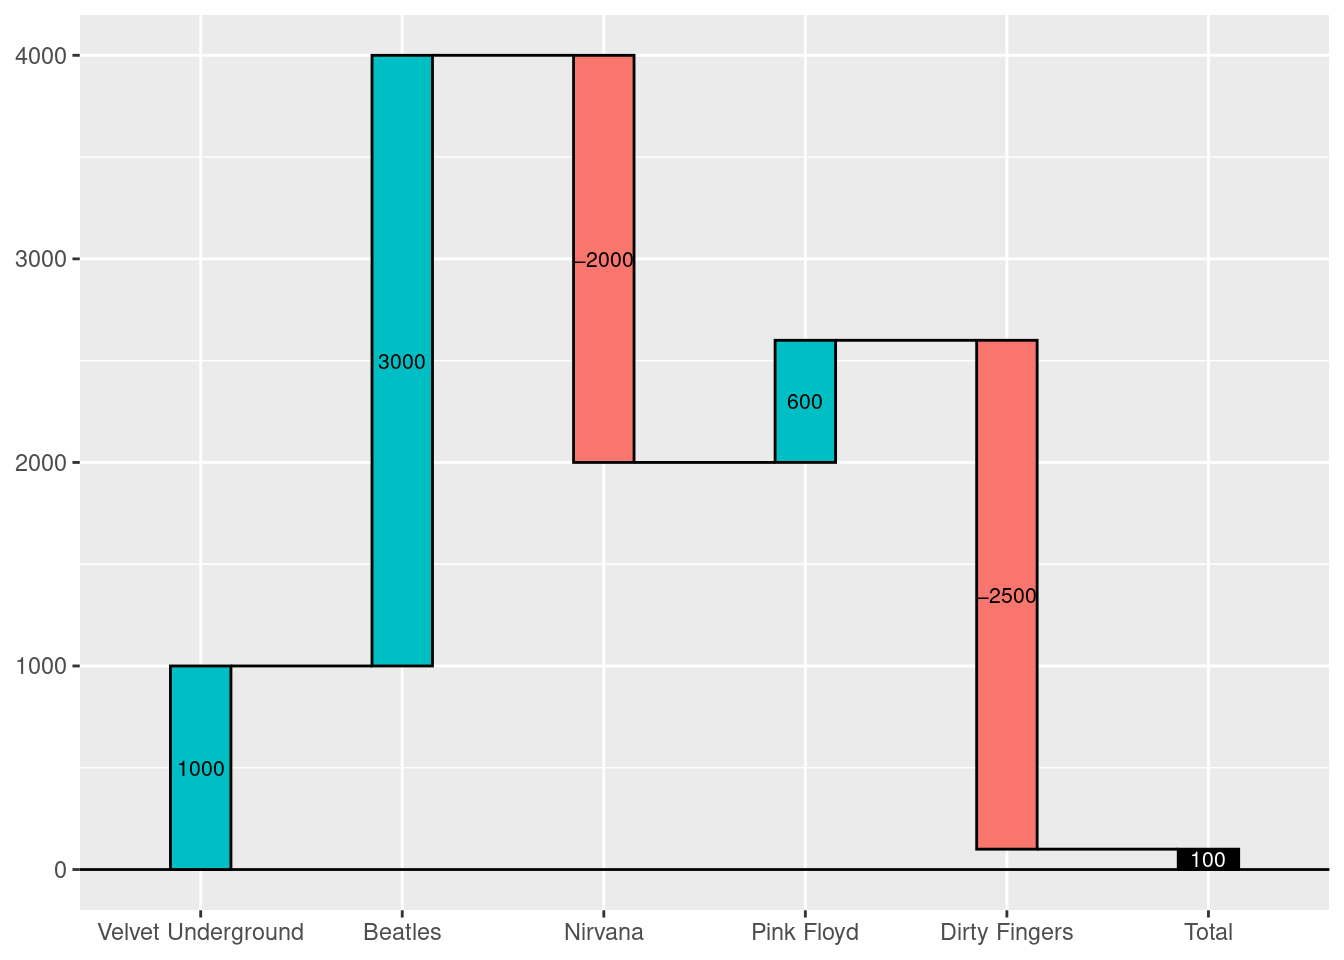 4000
3000
2000
1000
0
1000
3000
−2000
600
−2500
100
Velvet Underground
Beatles
Nirvana
Pink Floyd
Dirty Fingers
Total